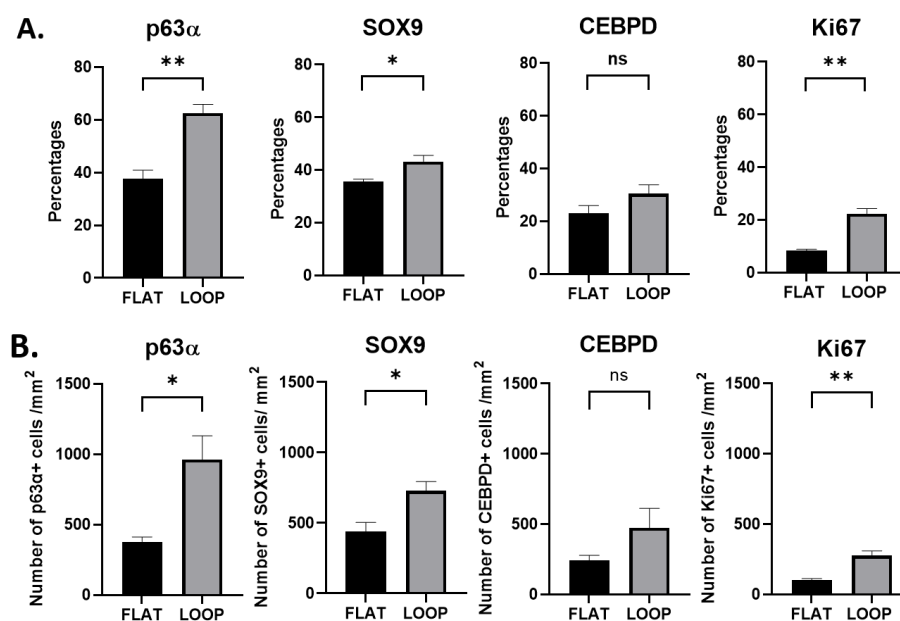 A.
p63α
SOX9
CEBPD
Ki67
**
*
ns
**
Percentages
80
60
40
20
0
FLAT LOOP
Percentages
80
60
40
20
0
FLAT LOOP
Percentages
80
60
40
20
0
FLAT LOOP
Percentages
80
60
40
20
0
FLAT LOOP
B.
p63α
SOX9
CEBPD
Ki67
*
*
ns
**
Number of p63α+ cells /mm²
1500
1000
500
0
FLAT LOOP
Number of SOX9+ cells/ mm²
1500
1000
500
0
FLAT LOOP
Number of CEBPD+ cells /mm²
1500
1000
500
0
FLAT LOOP
Number of Ki67+ cells /mm²
1500
1000
500
0
FLAT LOOP